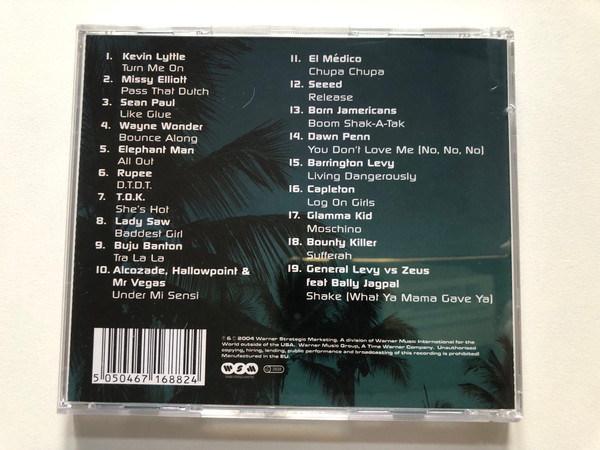 1. Kevin Lyttle
Turn Me On
2. Missy Elliott
Pass That Dutch
3. Sean Paul
Like Glue
4. Wayne Wonder
Bounce Along
5. Elephant Man
All Out
6. Rupee
D.T.D.T.
7. T.O.K.
She's Hot
8. Lady Saw
Baddest Girl
9. Buju Banton
Tra La La
10. Alcozade, Hallowpoint &
Mr Vegas
Under Mi Sensi
11. El Médico
Chupa Chupa
12. Seeed
Release
13. Born Jamericans
Boom Shak-A-Tak
14. Dawn Penn
You Don't Love Me (No, No, No)
15. Barrington Levy
Living Dangerously
16. Capleton
Log On Girls
17. Glamma Kid
Moschino
18. Bounty Killer
Sufferah
19. General Levy vs Zeus
feat Bally Jagpal
Shake (What Ya Mama Gave Ya)
℗ & © 2004 Warner Strategic Marketing. A division of Warner Music International for the
World outside of the USA. Warner Music Group, A Time Warner Company. Unauthorised
copying, hiring, lending, public performance and broadcasting of this recording is prohibited!
Manufactured in the EU.
5 050467 168824
WSM